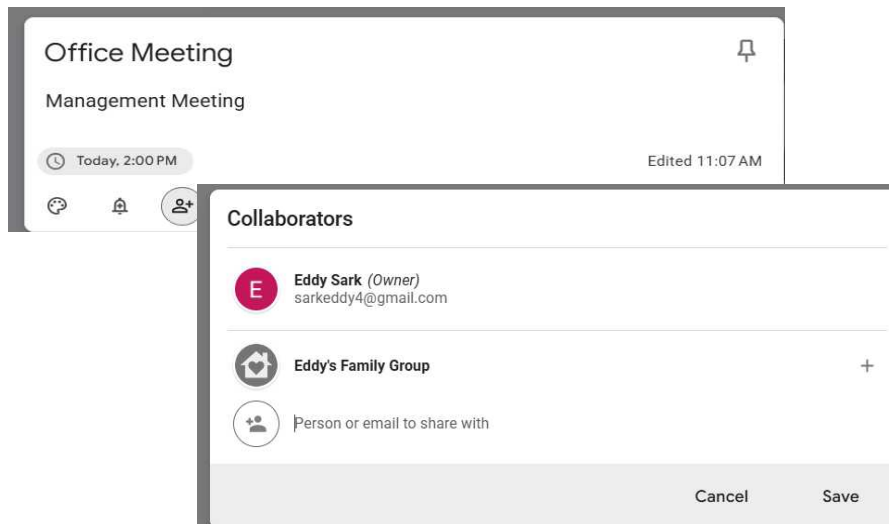 Office Meeting
Management Meeting
Today, 2:00 PM
Edited 11:07 AM
Collaborators
E
Eddy Sark (Owner)
sarkeddy4@gmail.com
Eddy's Family Group
Person or email to share with
Cancel Save